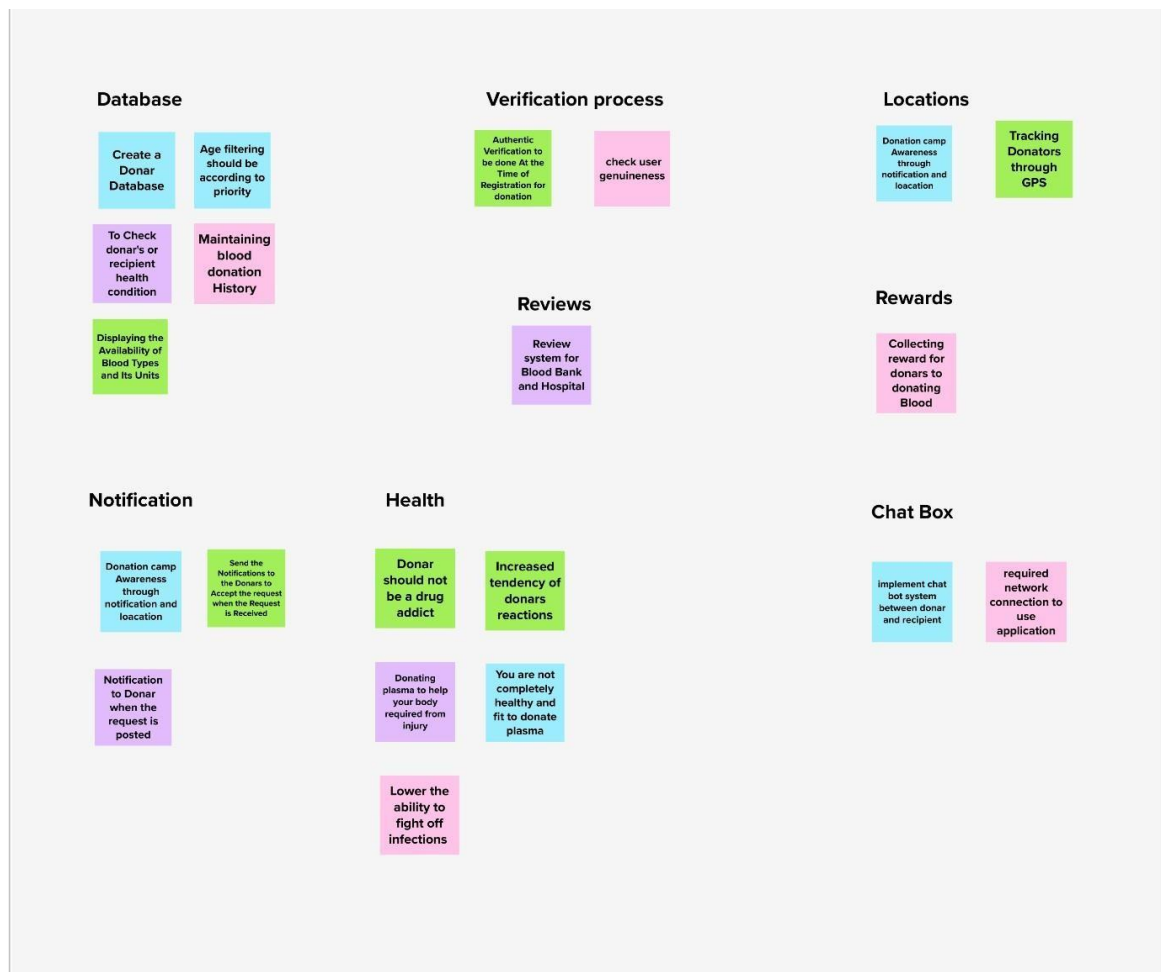 Database
Create a
Donar
Database
Age filtering
should be
according to
priority
To Check
donar's or
recipient
health
condition
Maintaining
blood
donation
History
Displaying the
Availability of
Blood Types
and Its Units
Verification process
Authentic
Verification to
be done At the
Time of
Registration for
donation
check user
genuineness
Locations
Donation camp
Awareness
through
notification and
loacation
Tracking
Donators
through
GPS
Reviews
Review
system for
Blood Bank
and Hospital
Rewards
Collecting
reward for
donars to
donating
Blood
Notification
Donation camp
Awareness
through
notification and
loacation
Send the
Notifications to
the Donars to
Accept the request
when the Request
is Received
Notification
to Donar
when the
request is
posted
Health
Donar
should not
be a drug
addict
Increased
tendency of
donars
reactions
Donating
plasma to help
your body
required from
injury
You are not
completely
healthy and
fit to donate
plasma
Lower the
ability to
fight off
infections
Chat Box
implement chat
bot system
between donar
and recipient
required
network
connection to
use
application